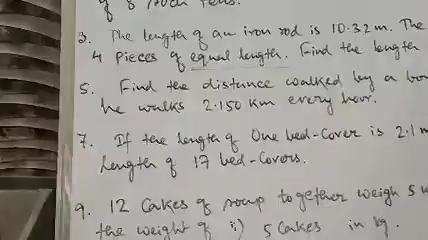 of 8 such
3. The length of an iron rod is 10.32m. The
4 pieces of equal length. Find the length
5. Find the distance walked by a
he walks 2.150 Km every hour.
7. If the length of One bed-Cover is 2.1 m
Length of 17 bed-Covers.
9. 12 Cakes of soap together weigh 5
the weight of i) 5 Cakes in kg.